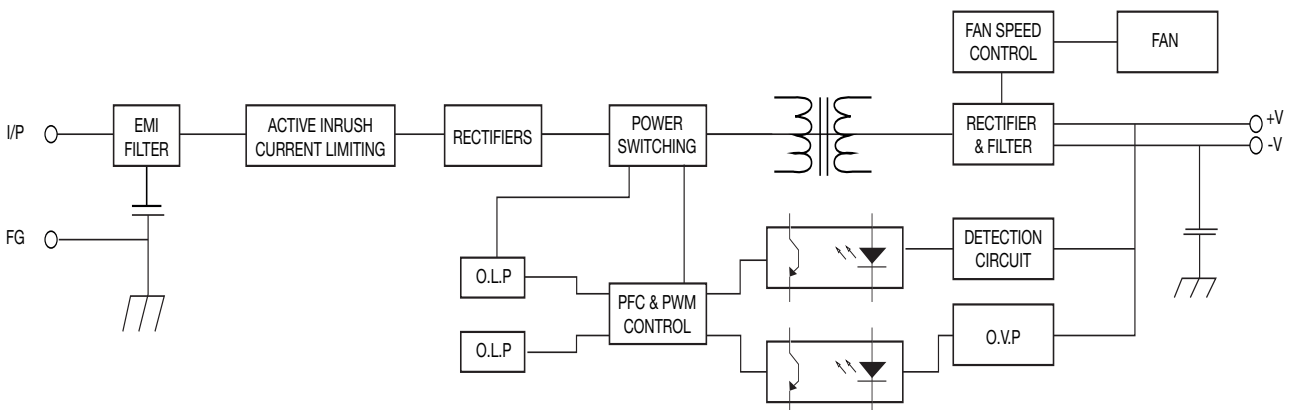 FAN SPEED
CONTROL
FAN
I/P
EMI
FILTER
ACTIVE INRUSH
CURRENT LIMITING
RECTIFIERS
POWER
SWITCHING
RECTIFIER
& FILTER
+V
-V
FG
DETECTION
CIRCUIT
O.L.P
PFC & PWM
CONTROL
O.L.P
O.V.P